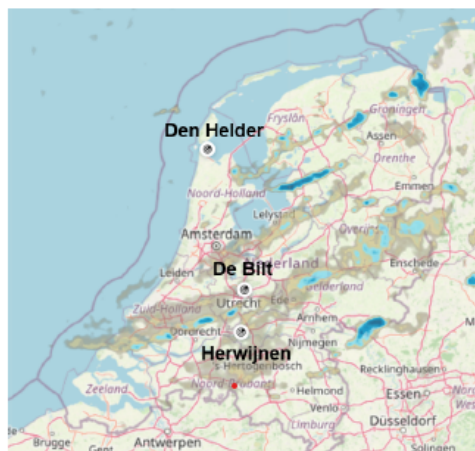 Groningen
Fryslân
Den Helder
Assen
Drenthe
Noord-Holland
Emmen
Lelystad
Amsterdam
Leiden
De Bilt
Enschede
Utrecht
Ede
Gelderland
Zuid-Holland
Arnhem
Dordrecht
Nijmegen
Herwijnen
's-Hertogenbosch
Recklinghausen
Zeeland
Noord-Brabant
Helmond
Essen
Venlo
Brugge
Antwerpen
Limburg
Düsseldorf
Gent
Solingen